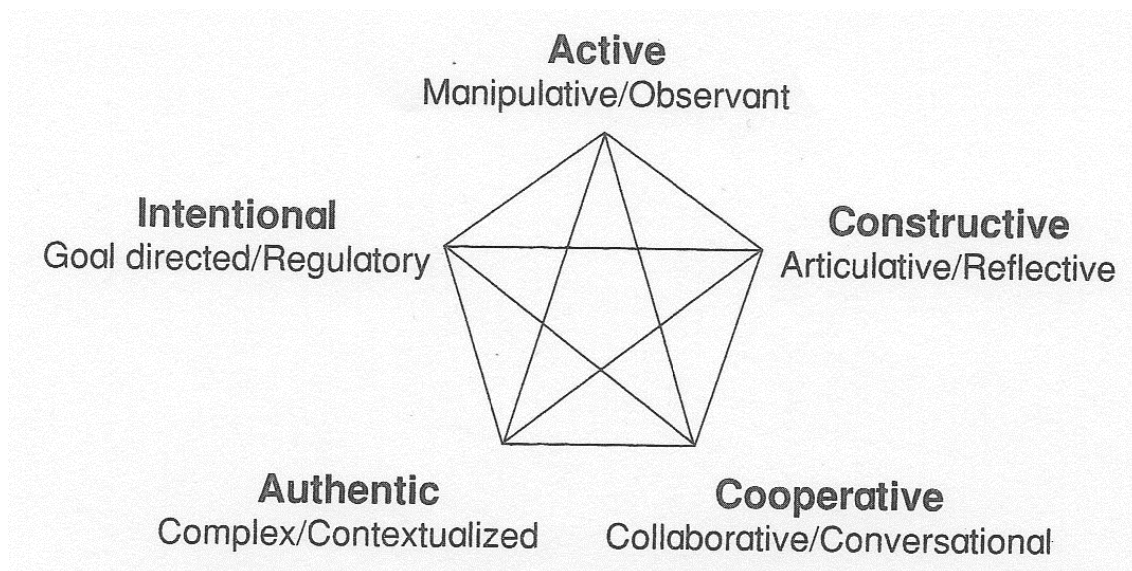 Active
Manipulative/Observant
Intentional
Goal directed/Regulatory
Constructive
Articulative/Reflective
Authentic
Complex/Contextualized
Cooperative
Collaborative/Conversational